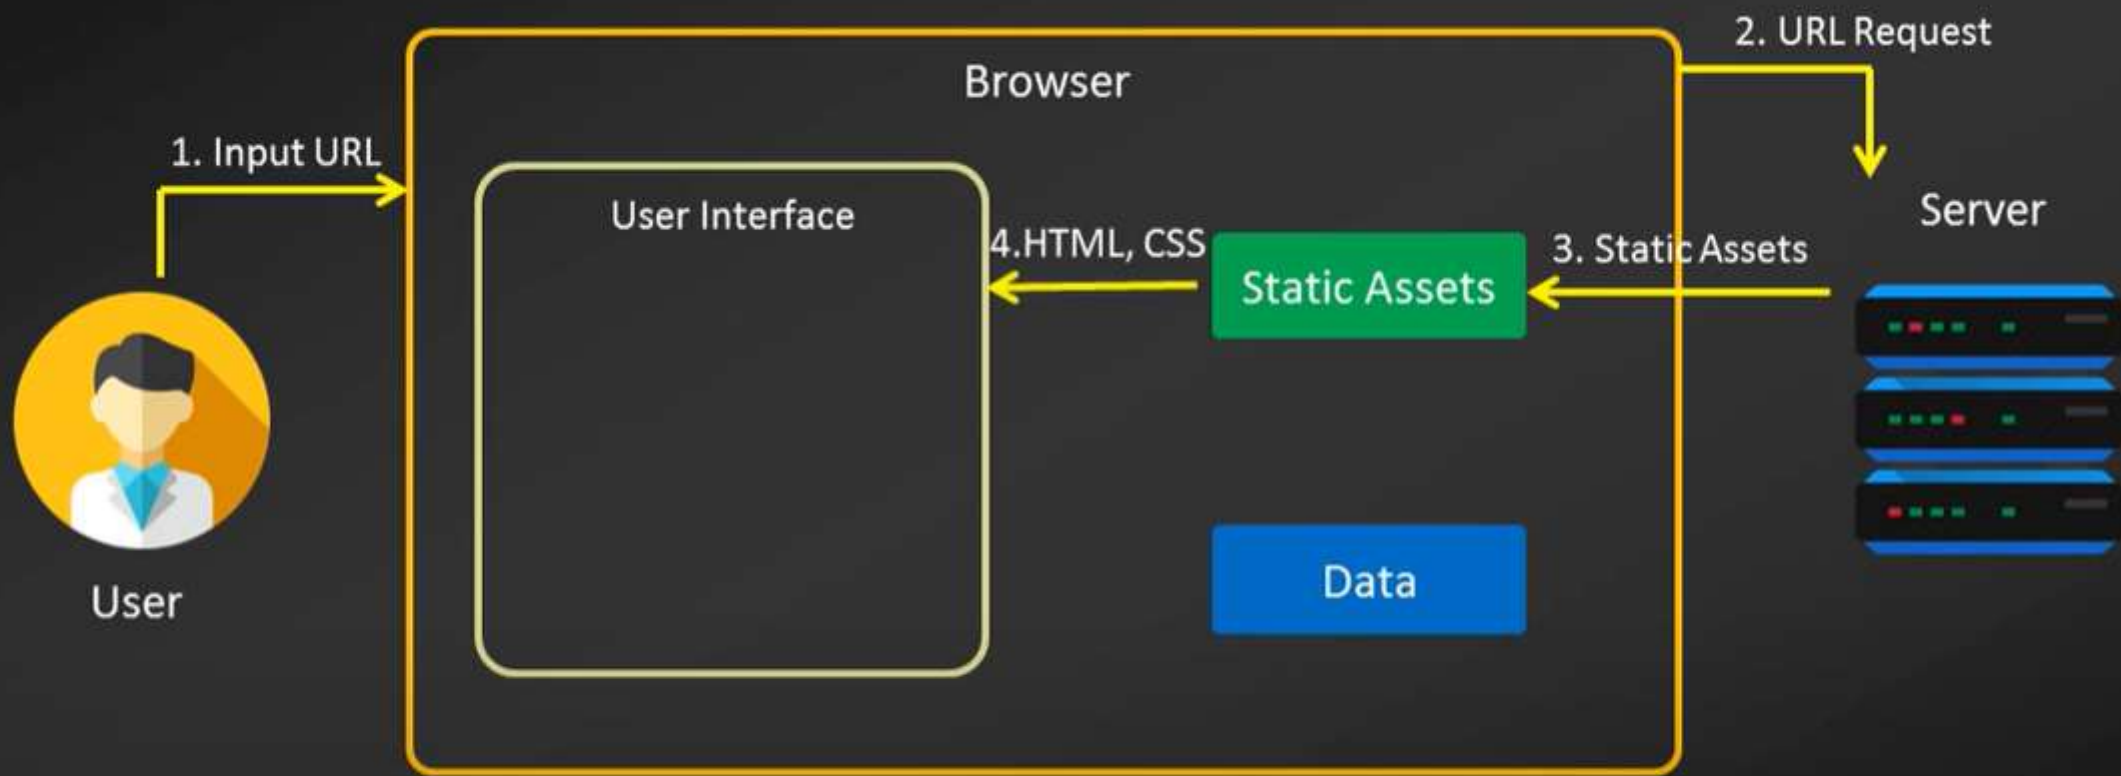 2. URL Request
Browser
1. Input URL
User Interface
Server
4.HTML, CSS
3. Static Assets
Static Assets
Data
User